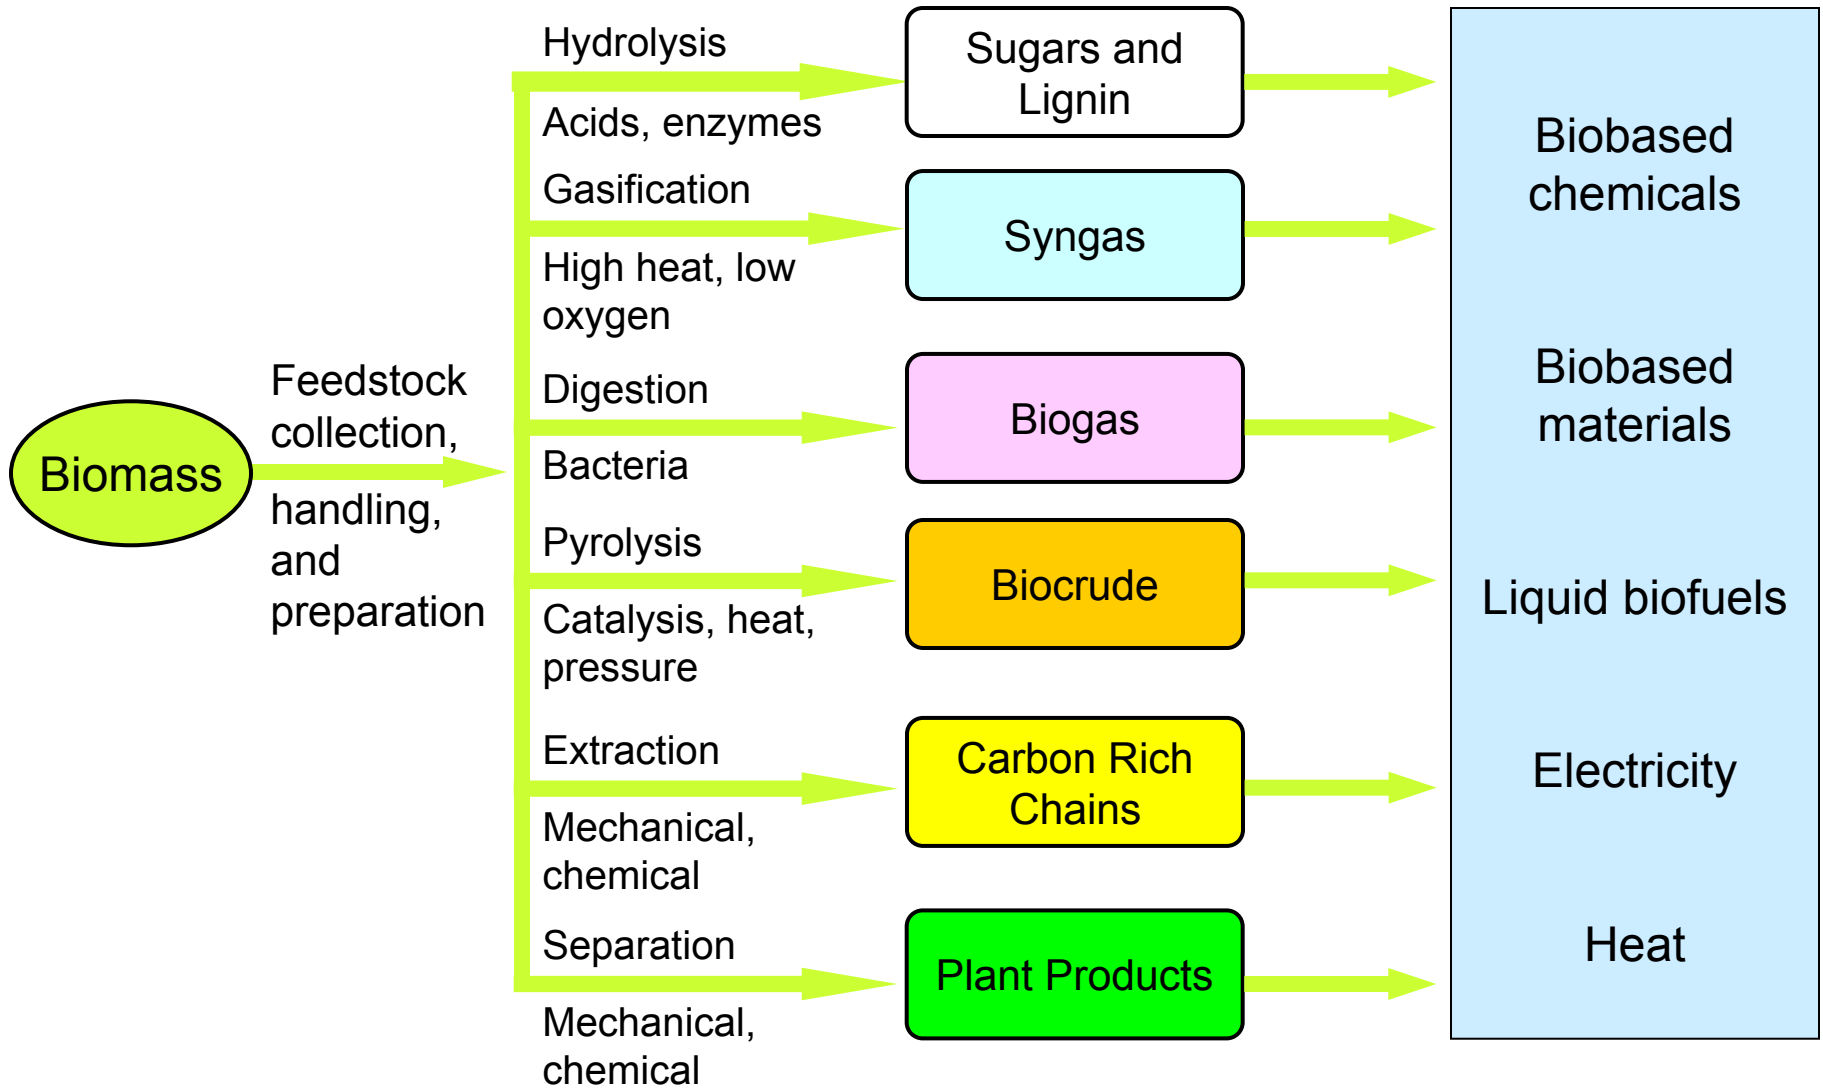 Biomass
Feedstock
collection,
handling,
and
preparation
Hydrolysis
Acids, enzymes
Sugars and
Lignin
Gasification
High heat, low
oxygen
Syngas
Digestion
Bacteria
Biogas
Pyrolysis
Catalysis, heat,
pressure
Biocrude
Extraction
Mechanical,
chemical
Carbon Rich
Chains
Separation
Mechanical,
chemical
Plant Products
Biobased
chemicals
Biobased
materials
Liquid biofuels
Electricity
Heat